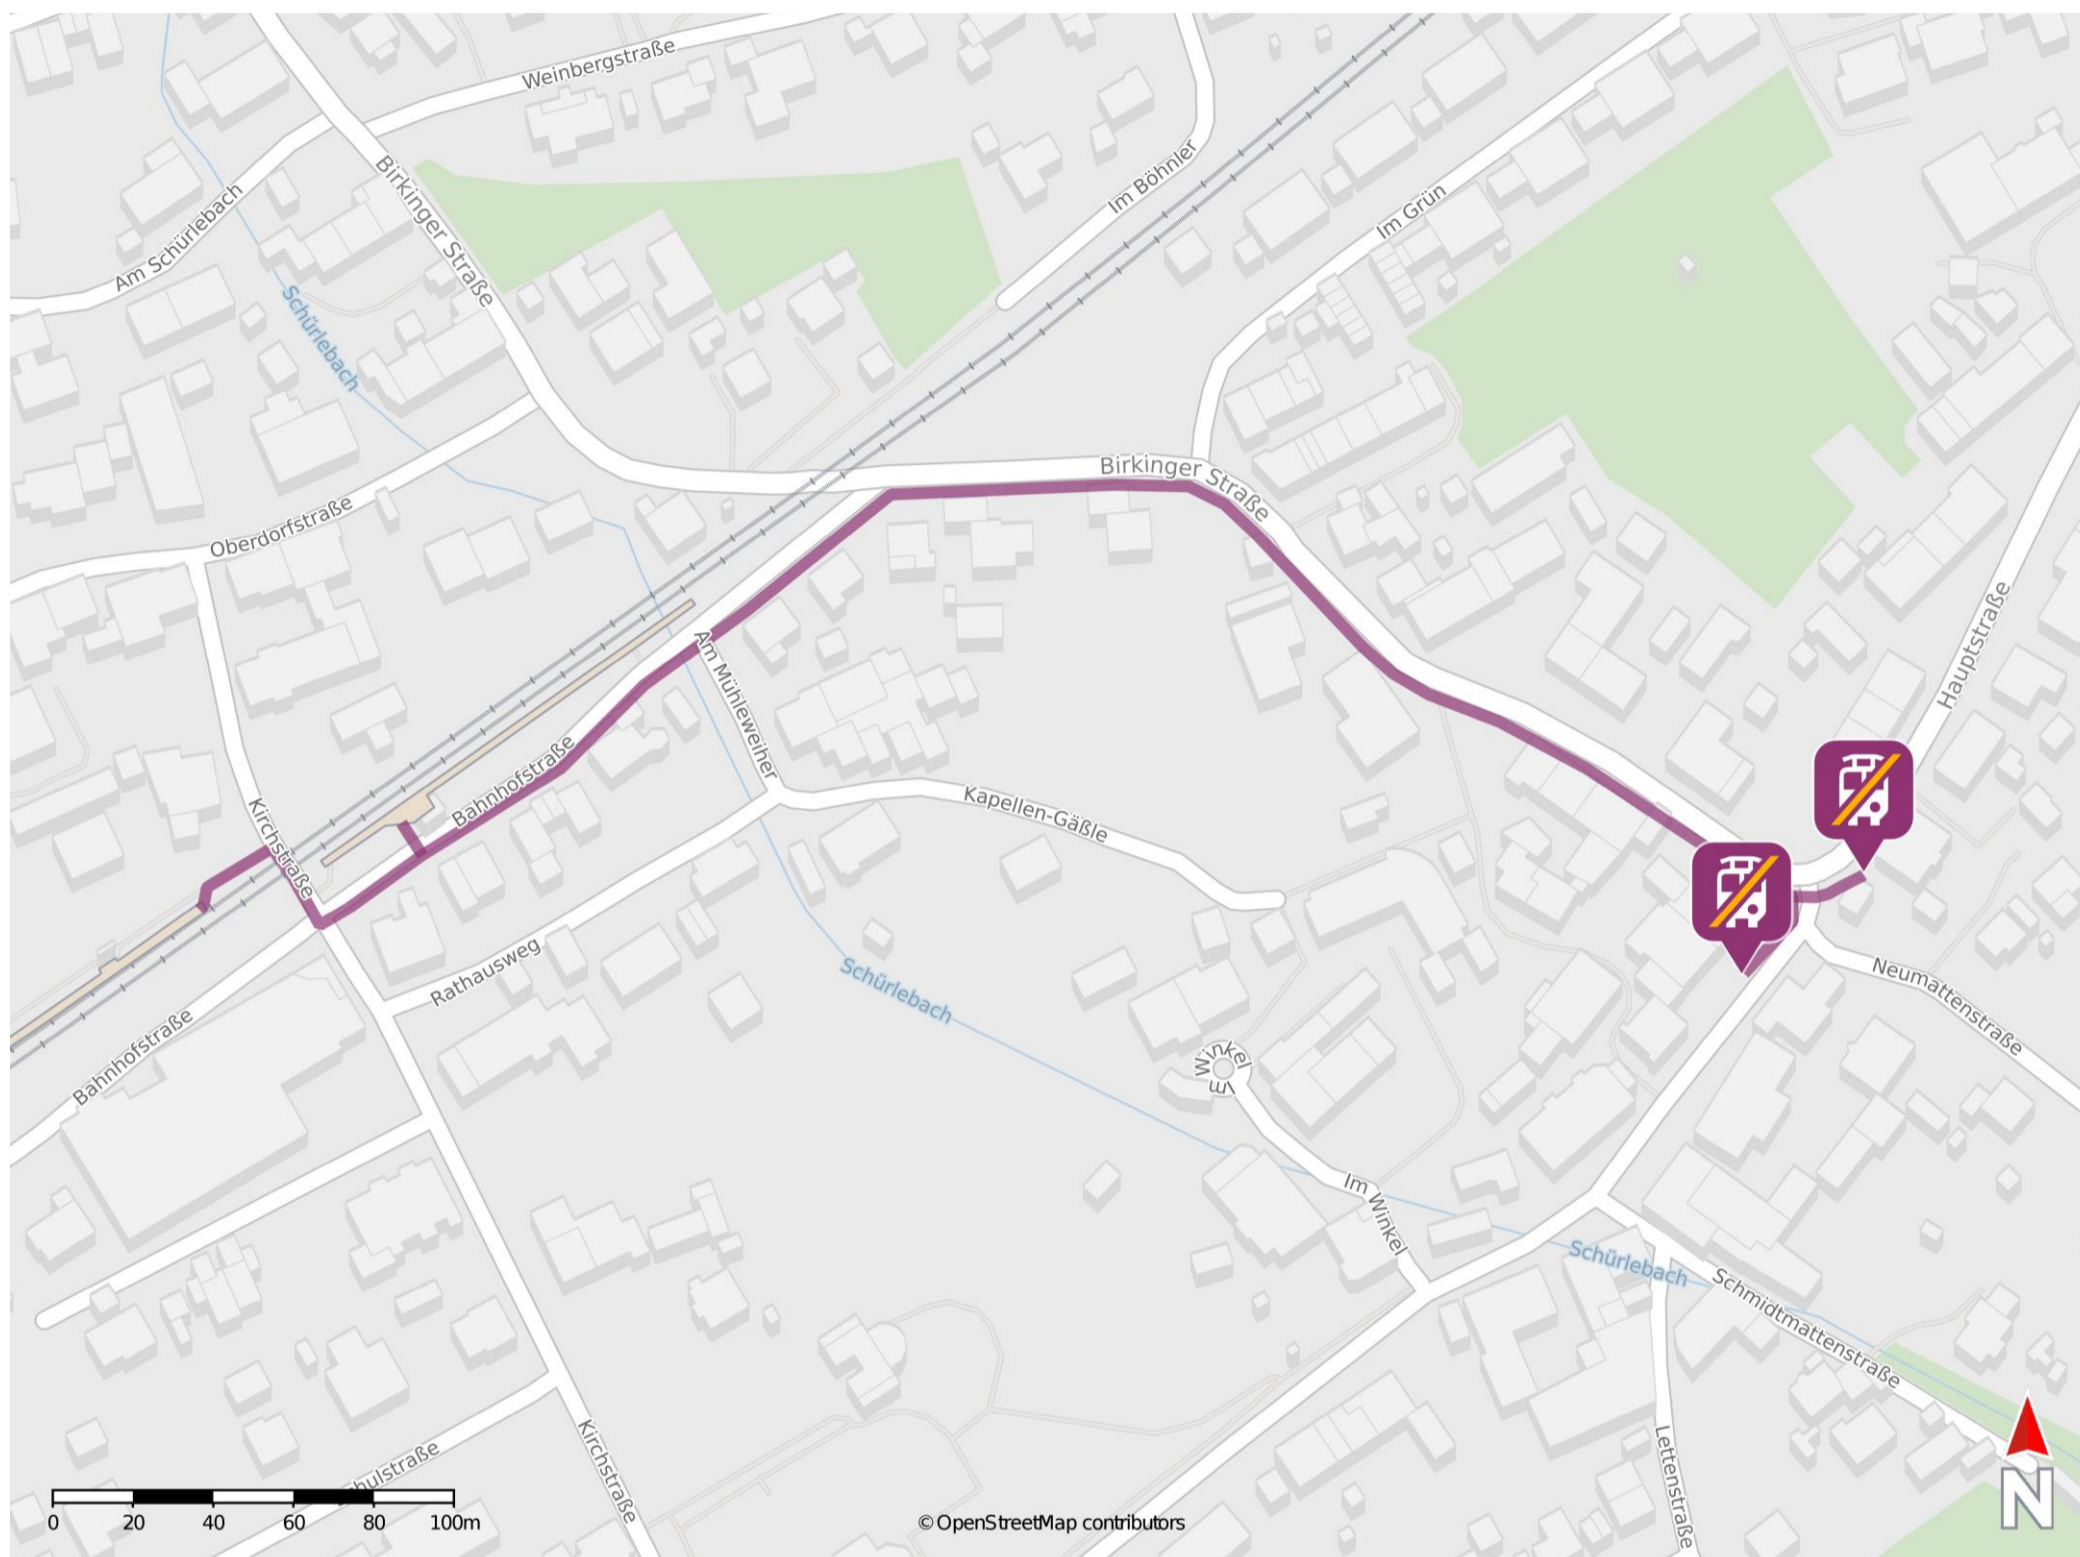 Weinbergstraße
Birkinger Straße
Im Böhnler
Im Grün
Am Schürlebach
Schürlebach
Birkinger Straße
Oberdorfstraße
Hauptstraße
Am Mühleweiher
Bahnhofstraße
Kapellen-Gäßle
Kirchstraße
Rathausweg
Schürlebach
Neumattenstraße
Bahnhofstraße
Im Winkel
Im Winkel
Schürlebach
Schmidtmattenstraße
Kirchstraße
Lettenstraße
hulstraße
0 20 40 60 80 100m
© OpenStreetMap contributors
N